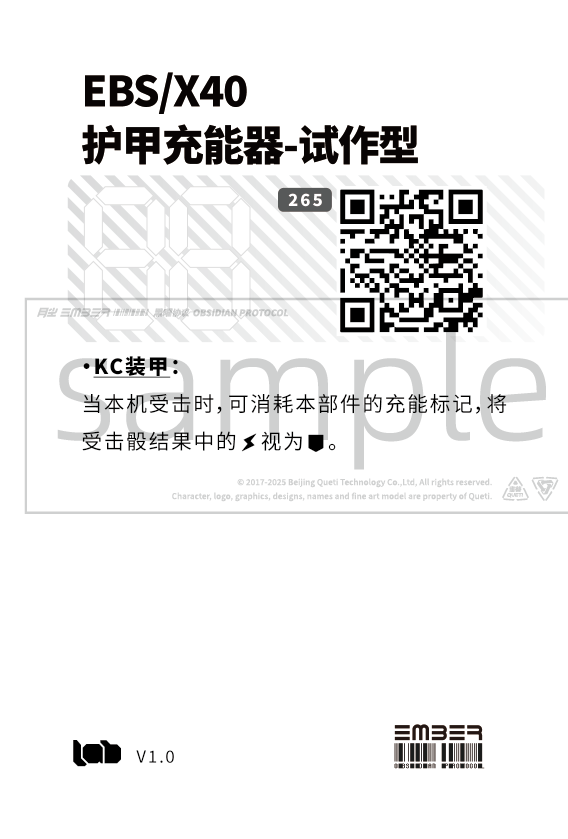 EBS/X40
护甲充能器-试作型
265
EMBER
OBSIDIAN PROTOCOL
sample
·KC装甲：
当本机受击时，可消耗本部件的充能标记，将
受击骰结果中的 视为 。
© 2017-2025 Beijing Queti Technology Co.,Ltd, All rights reserved.
Character, logo, graphics, designs, names and fine art model are property of Queti.
QUETI
lab V1.0
EMBER